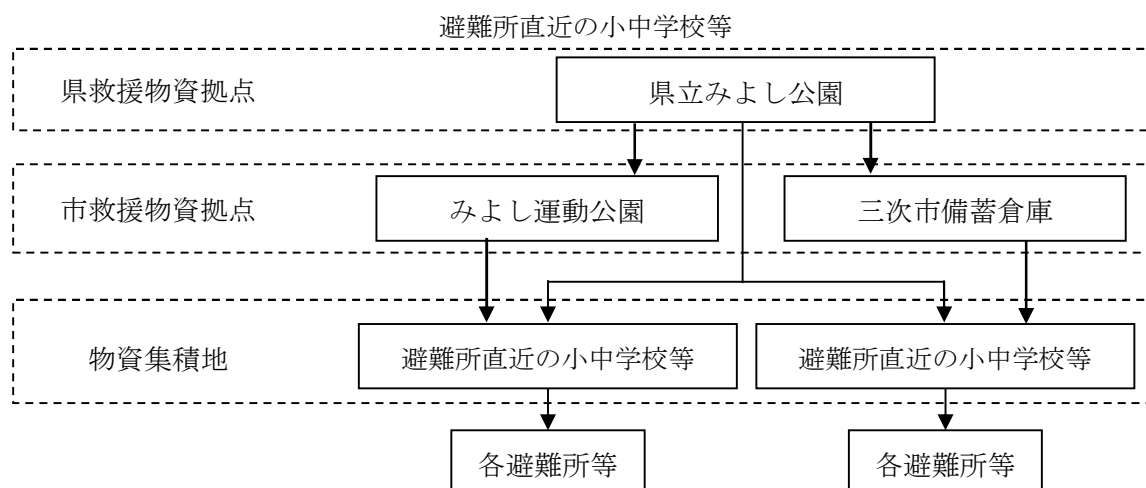 避難所直近の小中学校等
県救援物資拠点
県立みよし公園
市救援物資拠点
みよし運動公園
三次市備蓄倉庫
物資集積地
避難所直近の小中学校等
避難所直近の小中学校等
各避難所等
各避難所等